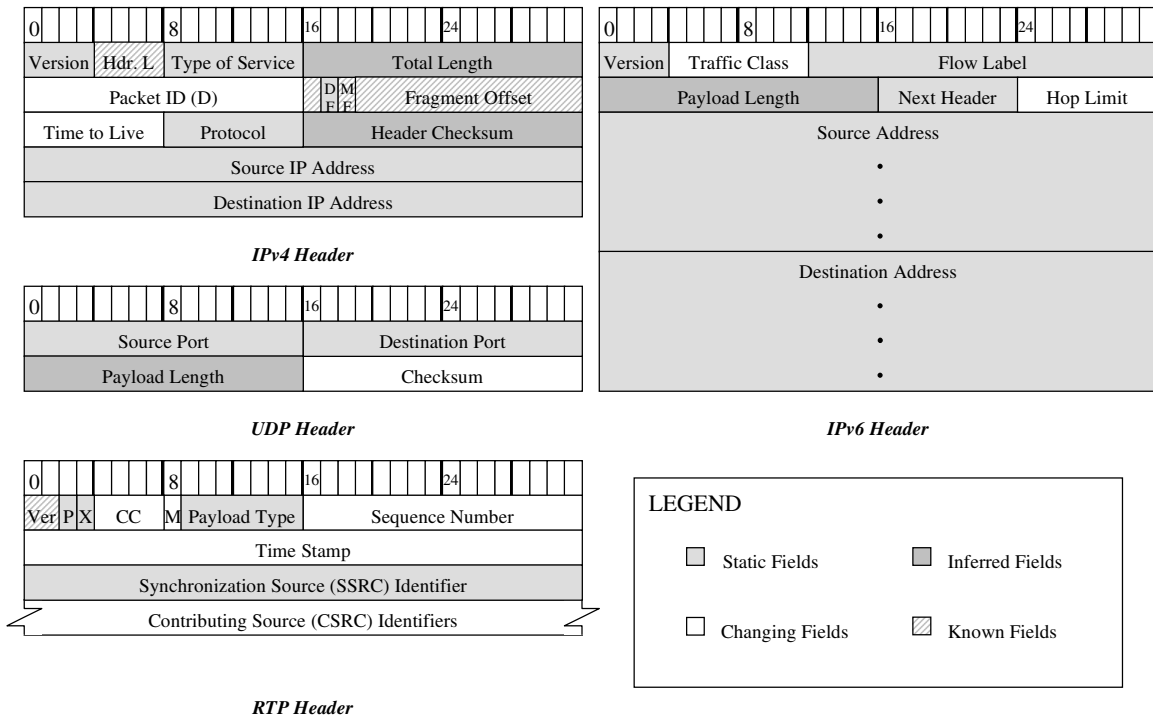 0 8 16 24
Version Hdr. L Type of Service Total Length
Packet ID (D) DF MF Fragment Offset
Time to Live Protocol Header Checksum
Source IP Address
Destination IP Address
IPv4 Header
0 8 16 24
Source Port Destination Port
Payload Length Checksum
UDP Header
0 8 16 24
Ver P X CC M Payload Type Sequence Number
Time Stamp
Synchronization Source (SSRC) Identifier
Contributing Source (CSRC) Identifiers
RTP Header
0 8 16 24
Version Traffic Class Flow Label
Payload Length Next Header Hop Limit
Source Address
Destination Address
IPv6 Header
LEGEND
Static Fields Inferred Fields
Changing Fields Known Fields